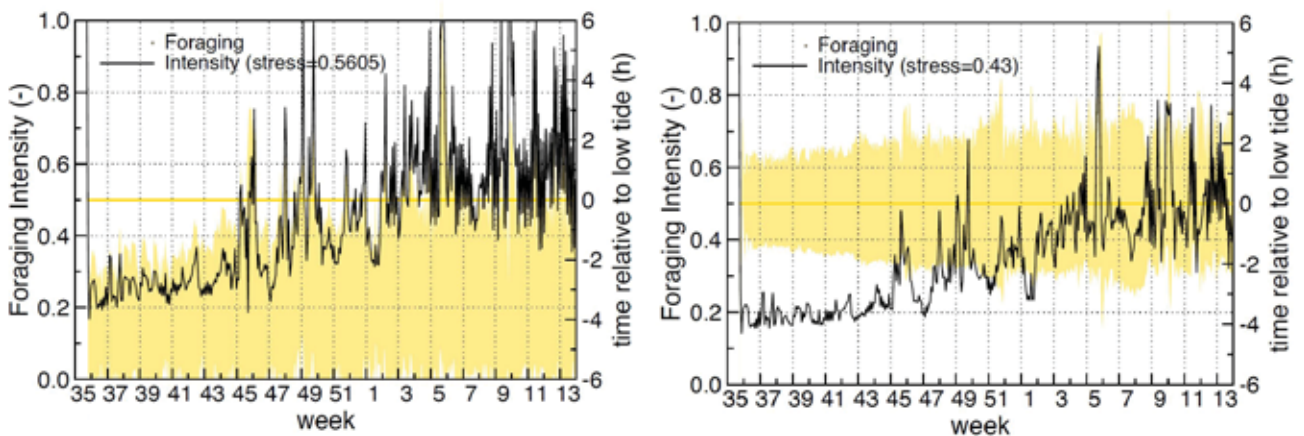 1.0
0.8
0.6
0.4
0.2
0.0
Foraging Intensity (-)
Foraging
Intensity (stress=0.5605)
6
4
2
0
-2
-4
-6
time relative to low tide (h)
35 37 39 41 43 45 47 49 51 1 3 5 7 9 11 13
week
1.0
0.8
0.6
0.4
0.2
0.0
Foraging Intensity (-)
Foraging
Intensity (stress=0.43)
6
4
2
0
-2
-4
-6
time relative to low tide (h)
35 37 39 41 43 45 47 49 51 1 3 5 7 9 11 13
week